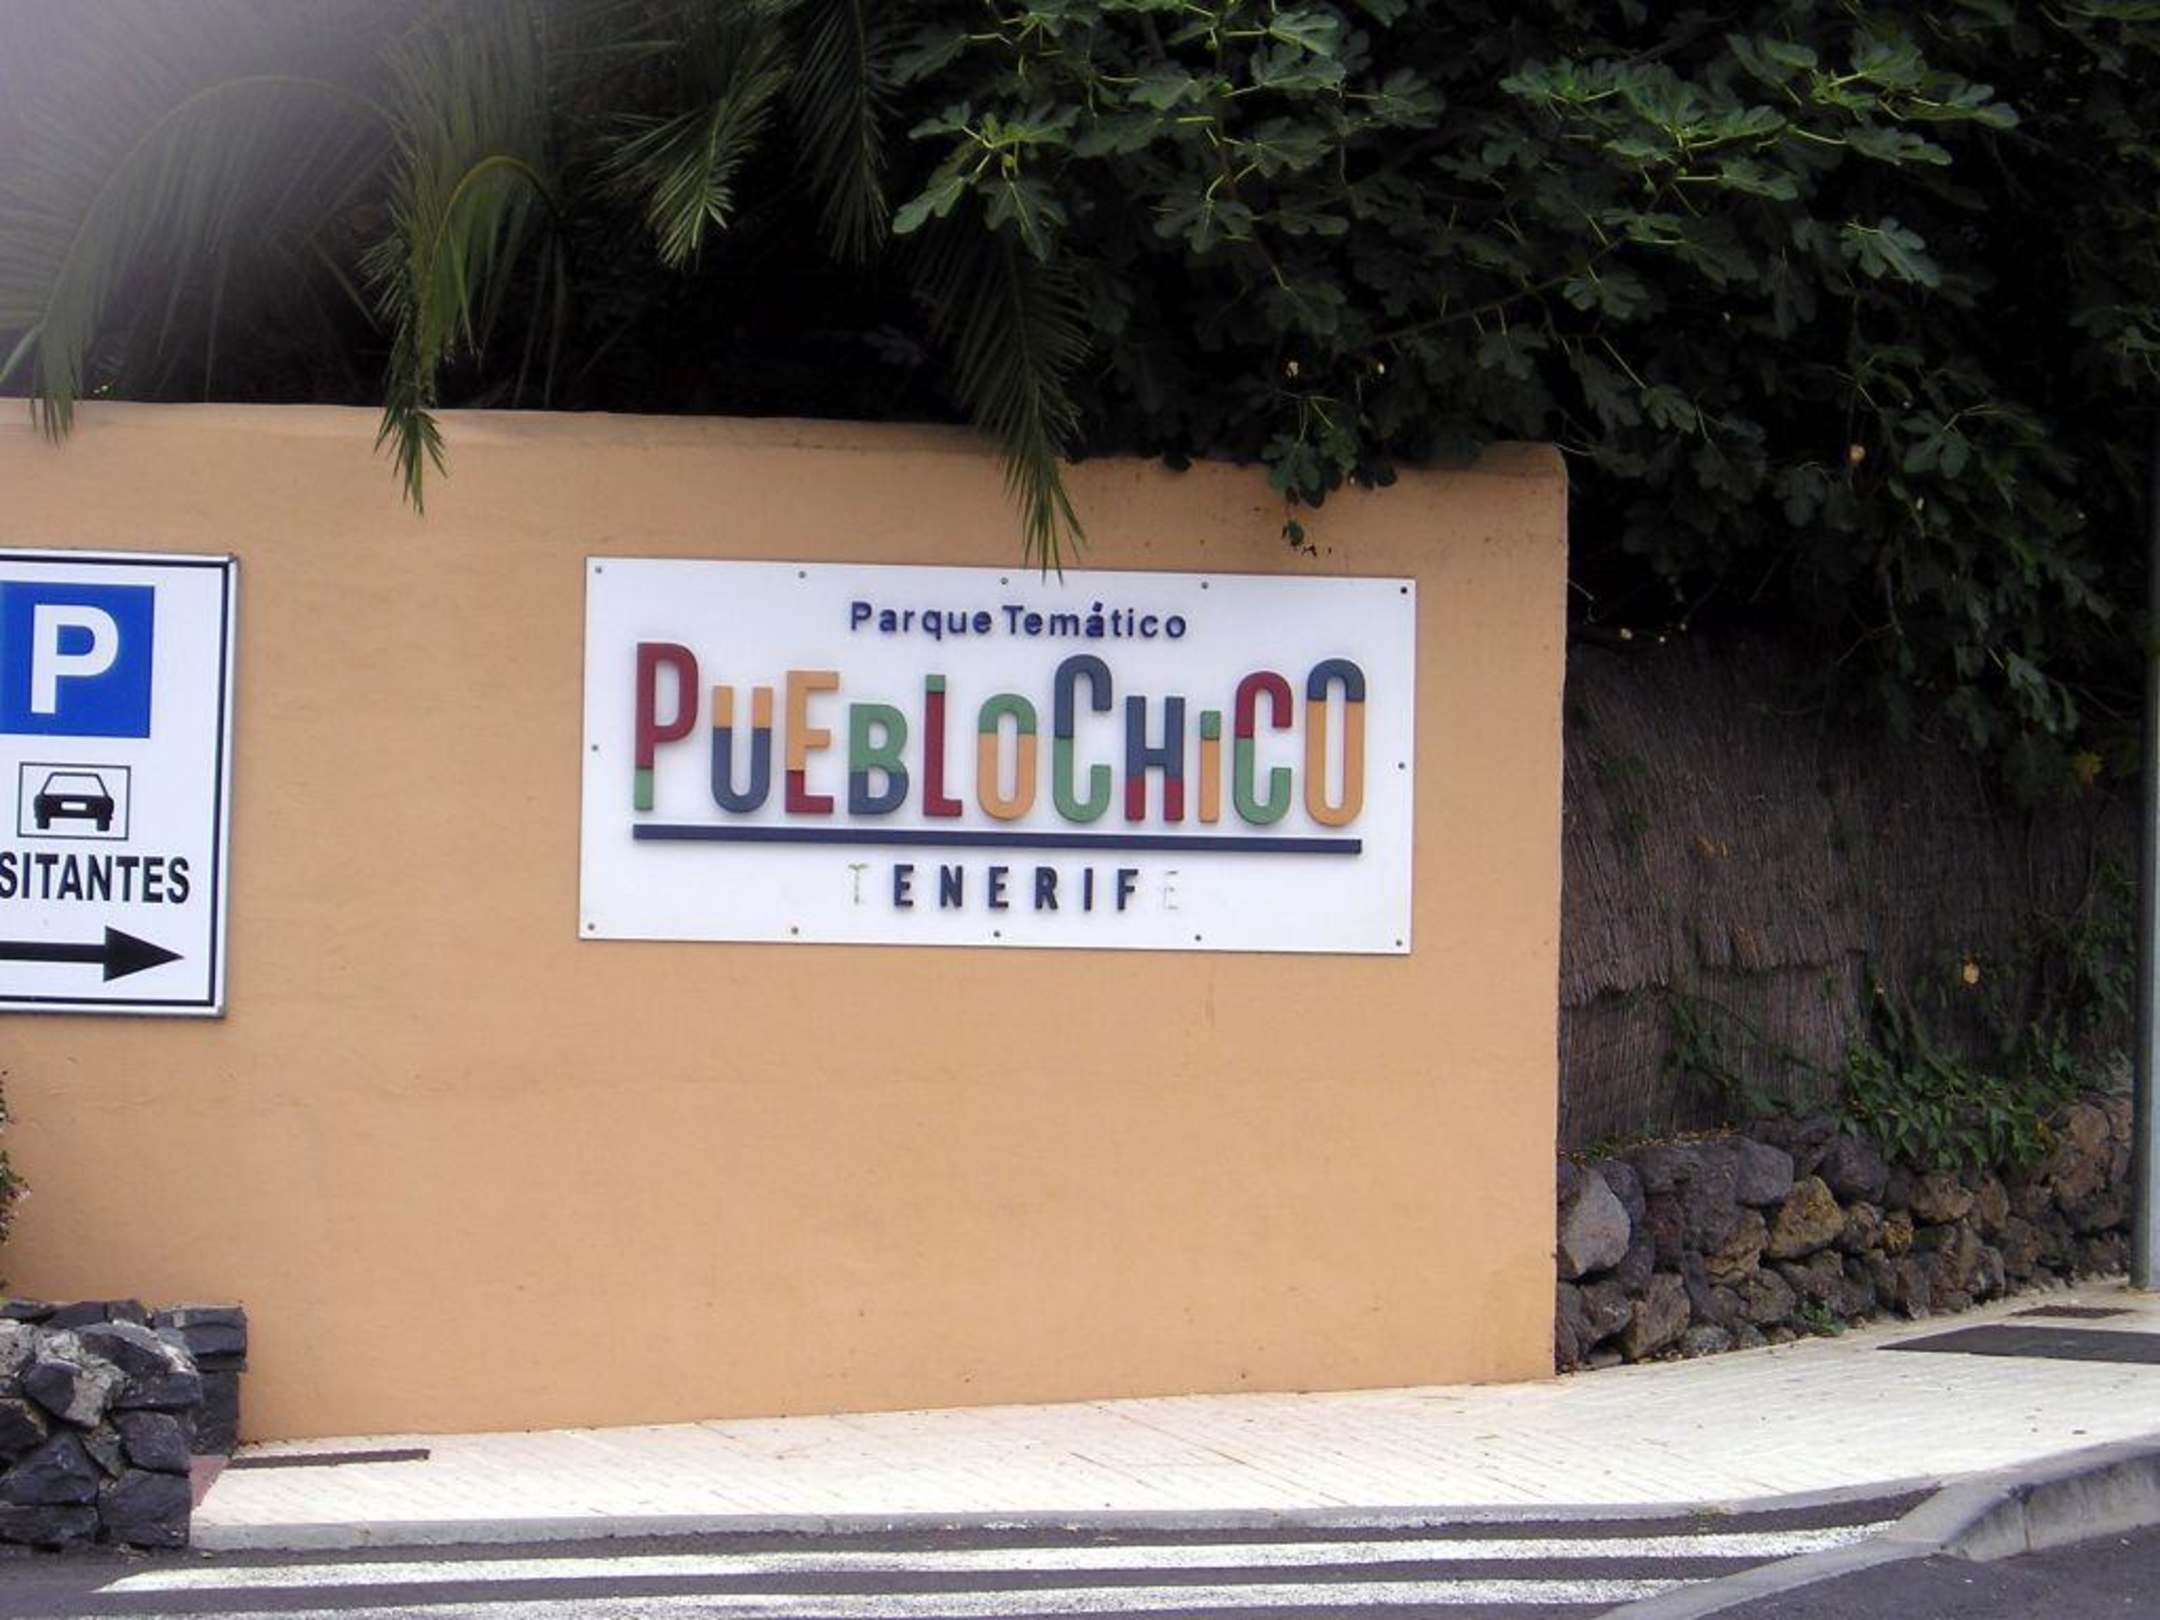 P
SITANTES
Parque Temático
PUEBLOCHICO
TENERIFE